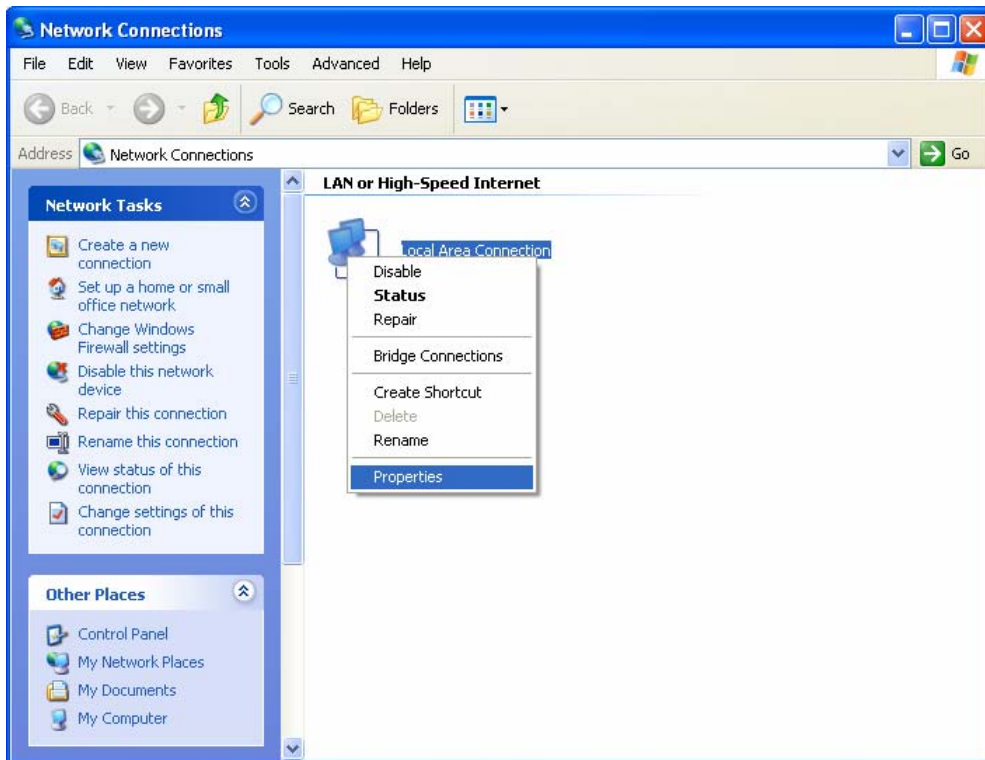 Network Connections
File Edit View Favorites Tools Advanced Help
Back Search Folders
Address Network Connections Go
Network Tasks
Create a new
connection
Set up a home or small
office network
Change Windows
Firewall settings
Disable this network
device
Repair this connection
Rename this connection
View status of this
connection
Change settings of this
connection
Other Places
Control Panel
My Network Places
My Documents
My Computer
LAN or High-Speed Internet
ocal Area Connection
Disable
Status
Repair
Bridge Connections
Create Shortcut
Delete
Rename
Properties